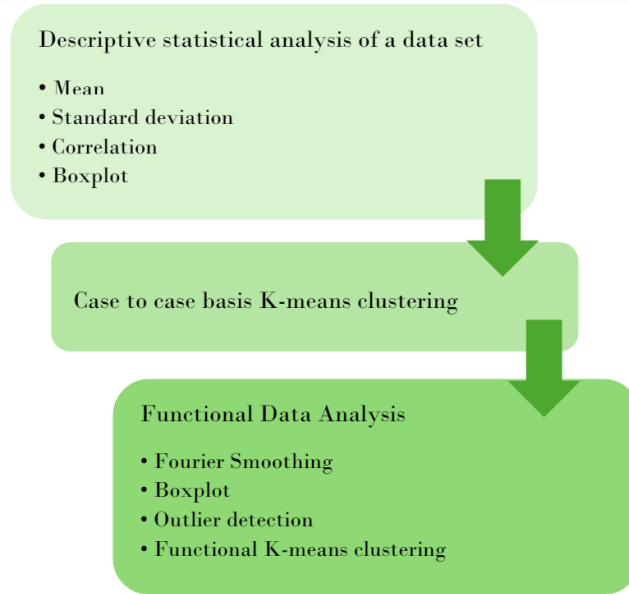 Descriptive statistical analysis of a data set
• Mean
• Standard deviation
• Correlation
• Boxplot
Case to case basis K-means clustering
Functional Data Analysis
• Fourier Smoothing
• Boxplot
• Outlier detection
• Functional K-means clustering